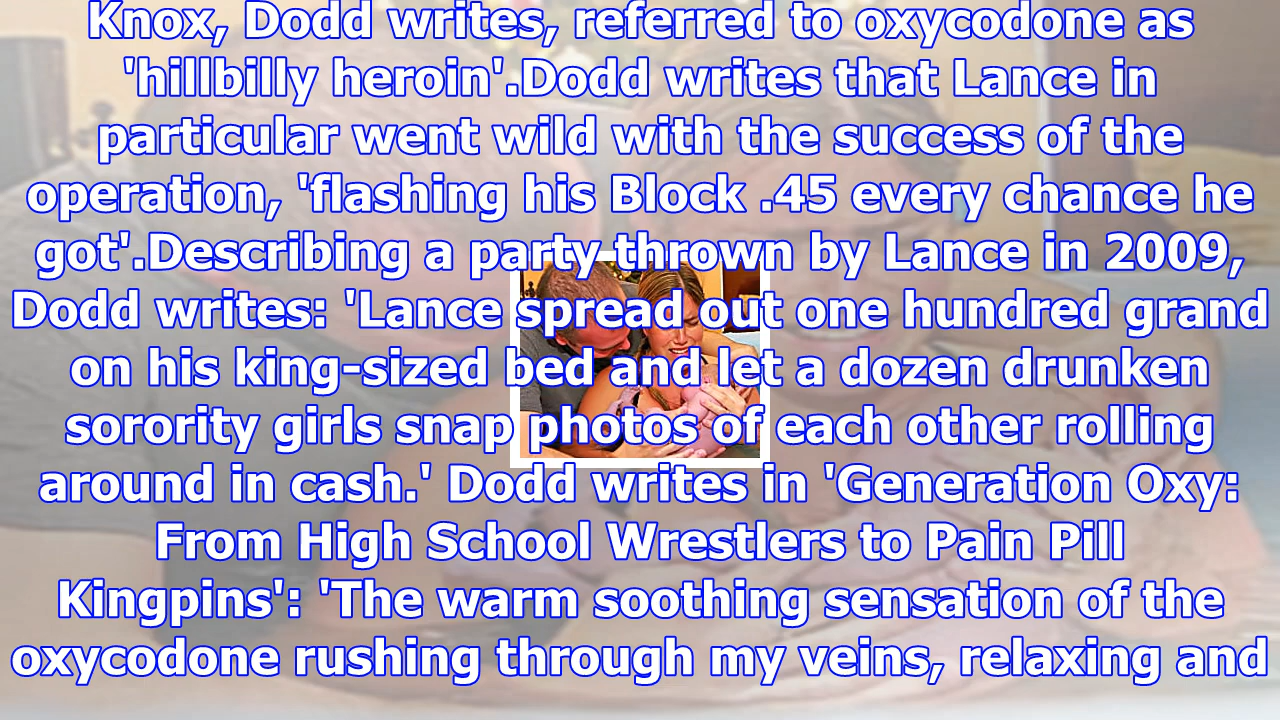 Knox, Dodd writes, referred to oxycodone as
'hillbilly heroin'.Dodd writes that Lance in
particular went wild with the success of the
operation, 'flashing his Block .45 every chance he
got'.Describing a party thrown by Lance in 2009,
Dodd writes: 'Lance spread out one hundred grand
on his king-sized bed and let a dozen drunken
sorority girls snap photos of each other rolling
around in cash.' Dodd writes in 'Generation Oxy:
From High School Wrestlers to Pain Pill
Kingpins': 'The warm soothing sensation of the
oxycodone rushing through my veins, relaxing and